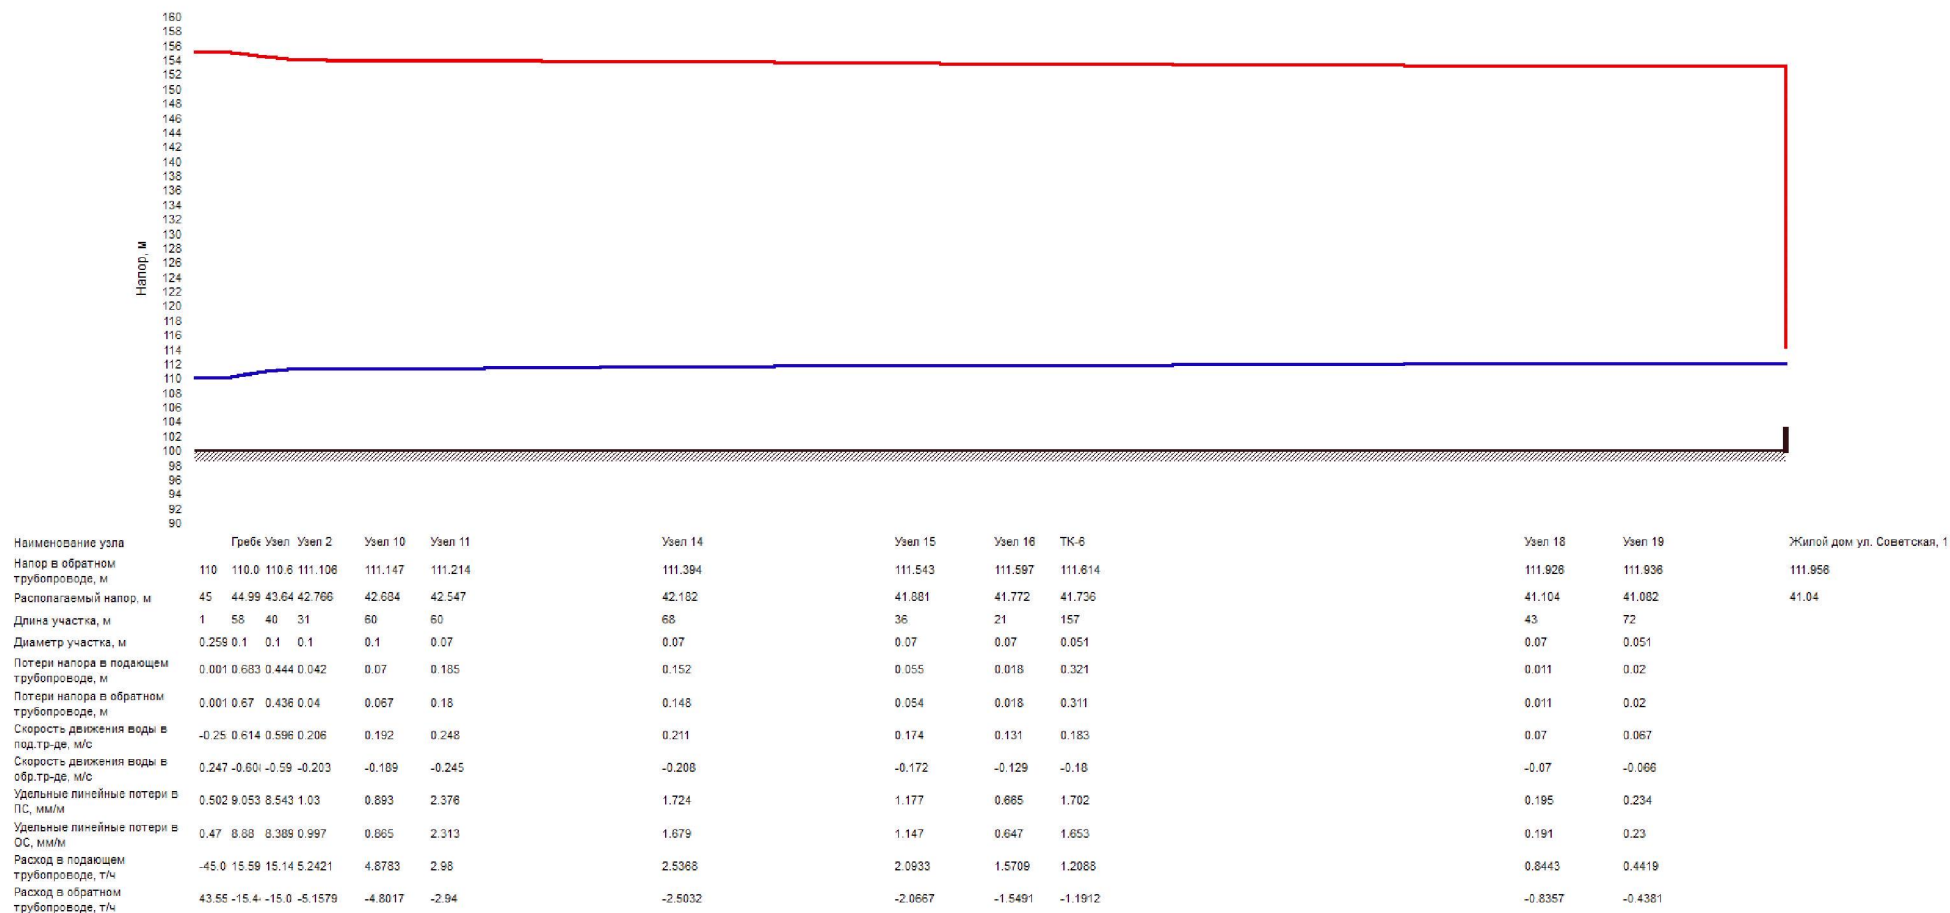 160
158
156
154
152
150
148
146
144
142
140
138
136
134
132
130
128
126
124
122
120
118
116
114
112
110
108
106
104
102
100
98
96
94
92
90
Напор, м
Наименование узла Гребе Узел Узел 2 Узел 10 Узел 11 Узел 14 Узел 15 Узел 16 ТК-6 Узел 18 Узел 19 Жилой дом ул. Советская, 1
Напор в обратном
трубопроводе, м 110 110.0 110.6 111.106 111.147 111.214 111.394 111.543 111.597 111.614 111.926 111.936 111.956
Располагаемый напор, м 45 44.99 43.64 42.766 42.684 42.547 42.182 41.881 41.772 41.736 41.104 41.082 41.04
Длина участка, м 1 58 40 31 60 60 68 36 21 157 43 72
Диаметр участка, м 0.259 0.1 0.1 0.1 0.1 0.07 0.07 0.07 0.07 0.051 0.07 0.051
Потери напора в подающем
трубопроводе, м 0.001 0.683 0.444 0.042 0.07 0.185 0.152 0.055 0.018 0.321 0.011 0.02
Потери напора в обратном
трубопроводе, м 0.001 0.67 0.436 0.04 0.067 0.18 0.148 0.054 0.018 0.311 0.011 0.02
Скорость движения воды в
под.тр-де, м/с -0.25 0.614 0.596 0.206 0.192 0.248 0.211 0.174 0.131 0.183 0.07 0.067
Скорость движения воды в
обр.тр-де, м/с 0.247 -0.60 -0.59 -0.203 -0.189 -0.245 -0.208 -0.172 -0.129 -0.18 -0.07 -0.066
Удельные линейные потери в
ПС, мм/м 0.502 9.053 8.543 1.03 0.893 2.376 1.724 1.177 0.665 1.702 0.195 0.234
Удельные линейные потери в
ОС, мм/м 0.47 8.88 8.389 0.997 0.865 2.313 1.679 1.147 0.647 1.653 0.191 0.23
Расход в подающем
трубопроводе, т/ч -45.0 15.59 15.14 5.2421 4.8783 2.98 2.5368 2.0933 1.5709 1.2088 0.8443 0.4419
Расход в обратном
трубопроводе, т/ч 43.55 -15.4 -15.0 -5.1579 -4.8017 -2.94 -2.5032 -2.0667 -1.5491 -1.1912 -0.8357 -0.4381